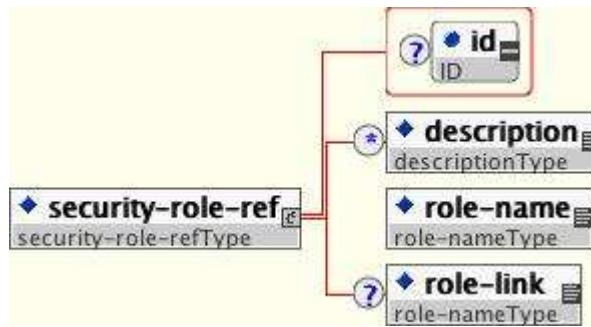 ? id
ID
* description
descriptionType
security-role-ref
security-role-refType
role-name
role-nameType
? role-link
role-nameType